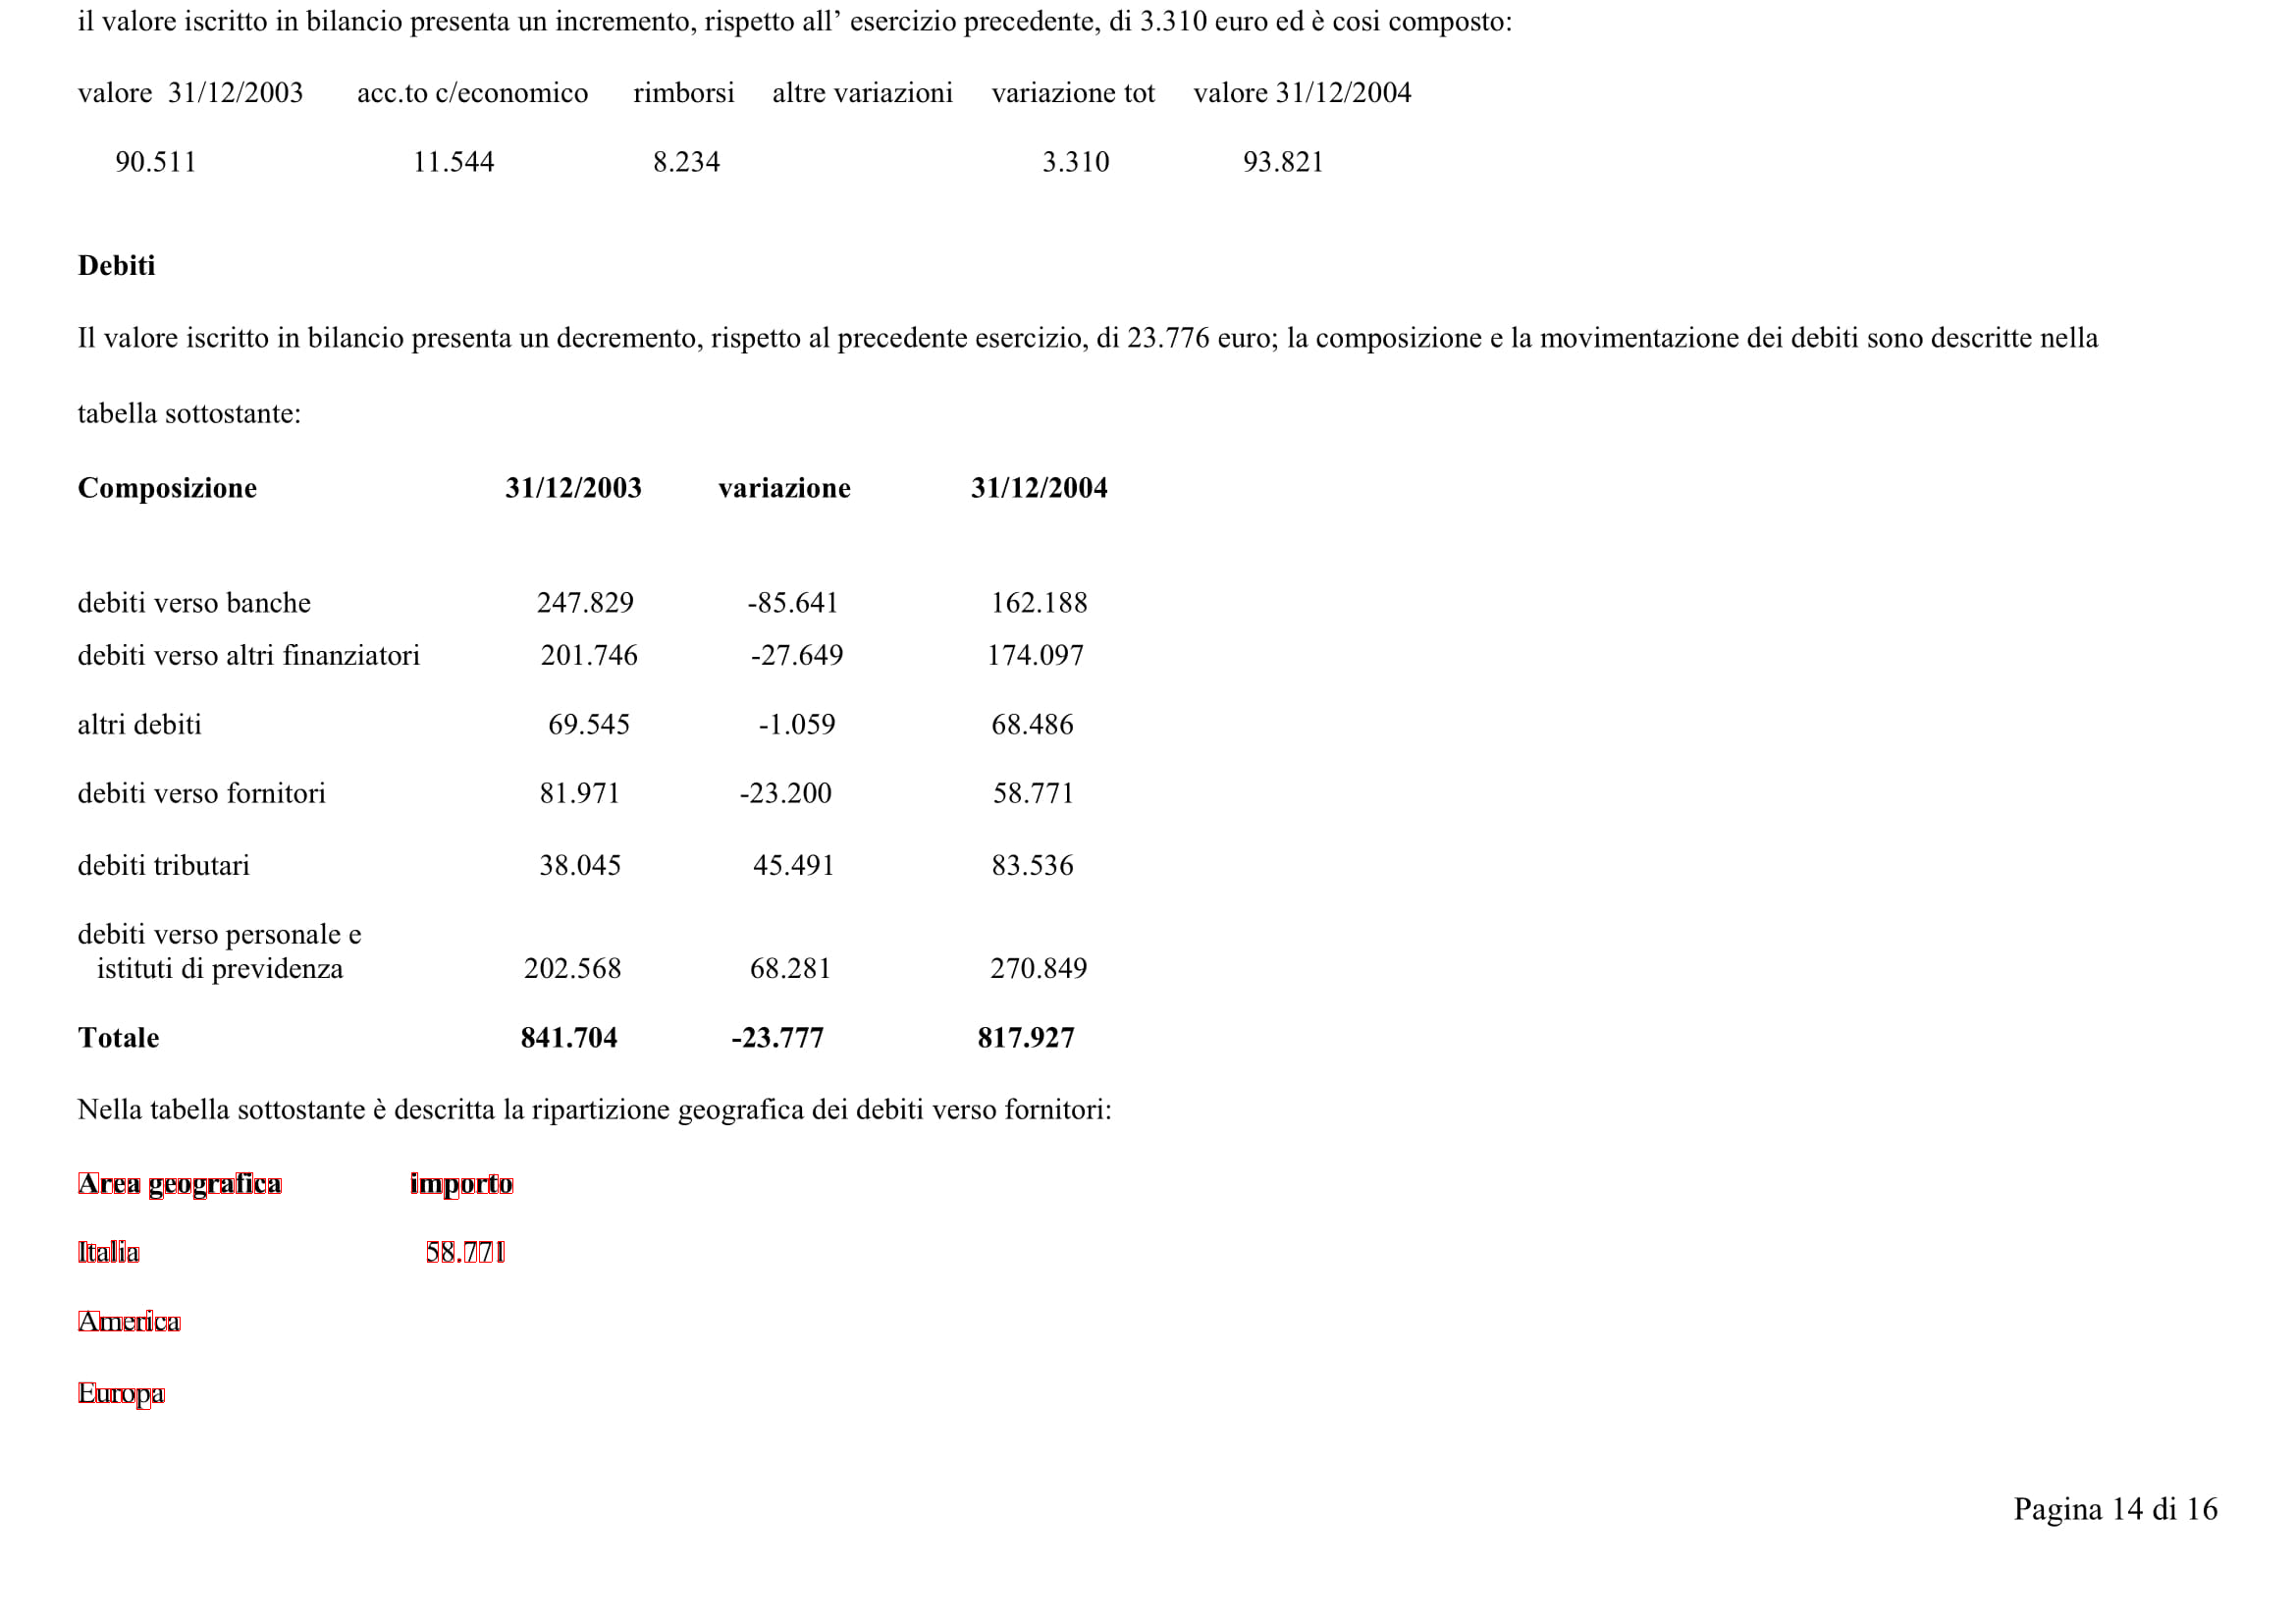 il valore iscritto in bilancio presenta un incremento, rispetto all’ esercizio precedente, di 3.310 euro ed è cosi composto:
valore 31/12/2003 acc.to c/economico rimborsi altre variazioni variazione tot valore 31/12/2004
90.511 11.544 8.234 3.310 93.821
Debiti
Il valore iscritto in bilancio presenta un decremento, rispetto al precedente esercizio, di 23.776 euro; la composizione e la movimentazione dei debiti sono descritte nella
tabella sottostante:
Composizione 31/12/2003 variazione 31/12/2004
debiti verso banche 247.829 -85.641 162.188
debiti verso altri finanziatori 201.746 -27.649 174.097
altri debiti 69.545 -1.059 68.486
debiti verso fornitori 81.971 -23.200 58.771
debiti tributari 38.045 45.491 83.536
debiti verso personale e
istituti di previdenza 202.568 68.281 270.849
Totale 841.704 -23.777 817.927
Nella tabella sottostante è descritta la ripartizione geografica dei debiti verso fornitori:
Area geografica importo
Italia 58.771
America
Europa
Pagina 14 di 16